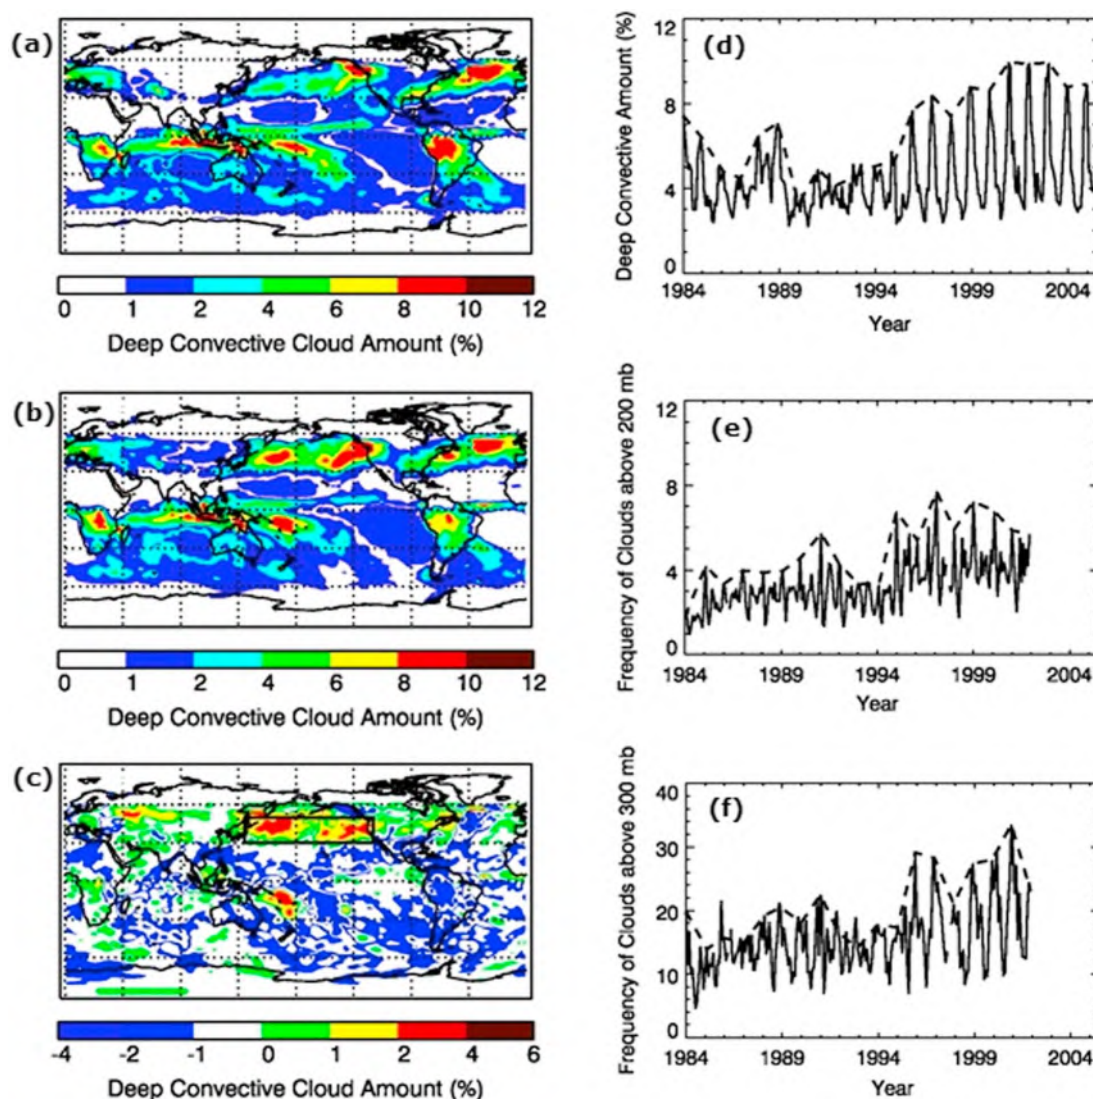 (a)
0 1 2 4 6 8 10 12
Deep Convective Cloud Amount (%)
(b)
0 1 2 4 6 8 10 12
Deep Convective Cloud Amount (%)
(c)
-4 -2 -1 0 1 2 4 6
Deep Convective Cloud Amount (%)
(d)
Deep Convective Amount (%)
12
8
4
0
1984 1989 1994 1999 2004
Year
(e)
Frequency of Clouds above 200 mb
12
8
4
0
1984 1989 1994 1999 2004
Year
(f)
Frequency of Clouds above 300 mb
40
30
20
10
0
1984 1989 1994 1999 2004
Year